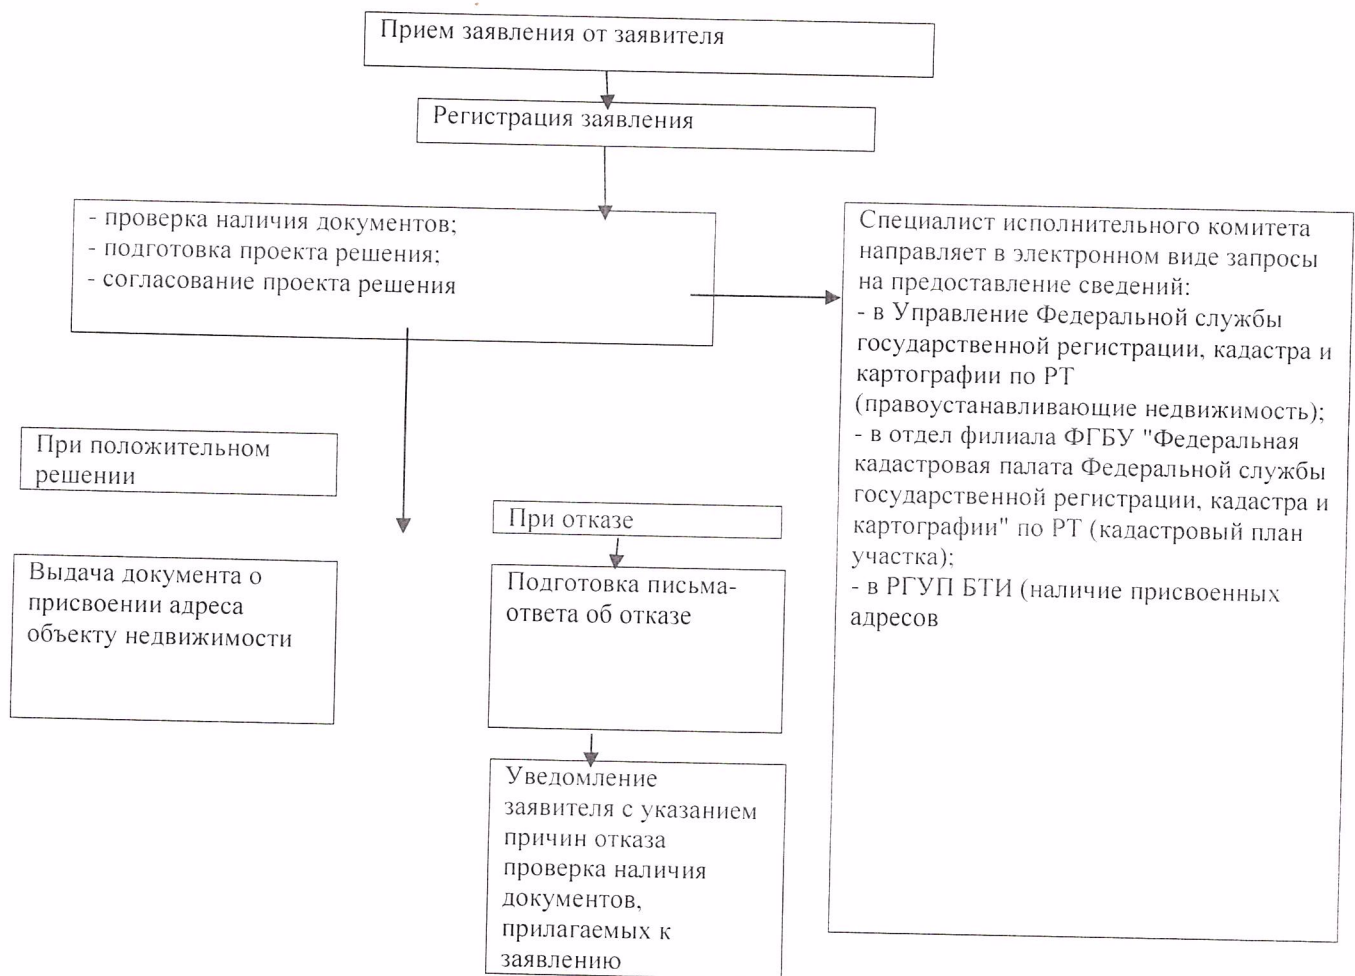 Прием заявления от заявителя
Регистрация заявления
- проверка наличия документов;
- подготовка проекта решения;
- согласование проекта решения
Специалист исполнительного комитета
направляет в электронном виде запросы
на предоставление сведений:
- в Управление Федеральной службы
государственной регистрации, кадастра и
картографии по РТ
(правоустанавливающие недвижимость);
- в отдел филиала ФГБУ "Федеральная
кадастровая палата Федеральной службы
государственной регистрации, кадастра и
картографии" по РТ (кадастровый план
участка);
- в РГУП БТИ (наличие присвоенных
адресов
При положительном
решении
Выдача документа о
присвоении адреса
объекту недвижимости
При отказе
Подготовка письма-
ответа об отказе
Уведомление
заявителя с указанием
причин отказа
проверка наличия
документов,
прилагаемых к
заявлению